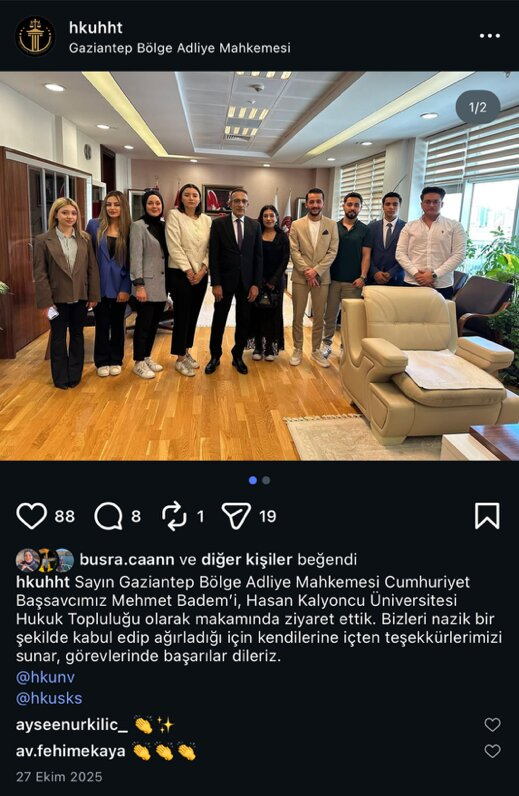 hkuhht
Gaziantep Bölge Adliye Mahkemesi
1/2
88
8
1
19
busra.caann ve diğer kişiler beğendi
hkuhht Sayın Gaziantep Bölge Adliye Mahkemesi Cumhuriyet
Başsavcımız Mehmet Badem’i, Hasan Kalyoncu Üniversitesi
Hukuk Topluluğu olarak makamında ziyaret ettik. Bizleri nazik bir
şekilde kabul edip ağırladığı için kendilerine içten teşekkürlerimizi
sunar, görevlerinde başarılar dileriz.
@hkunv
@hkusks
ayseenurkilic_ 👏✨
av.fehimekaya 👏👏👏
27 Ekim 2025